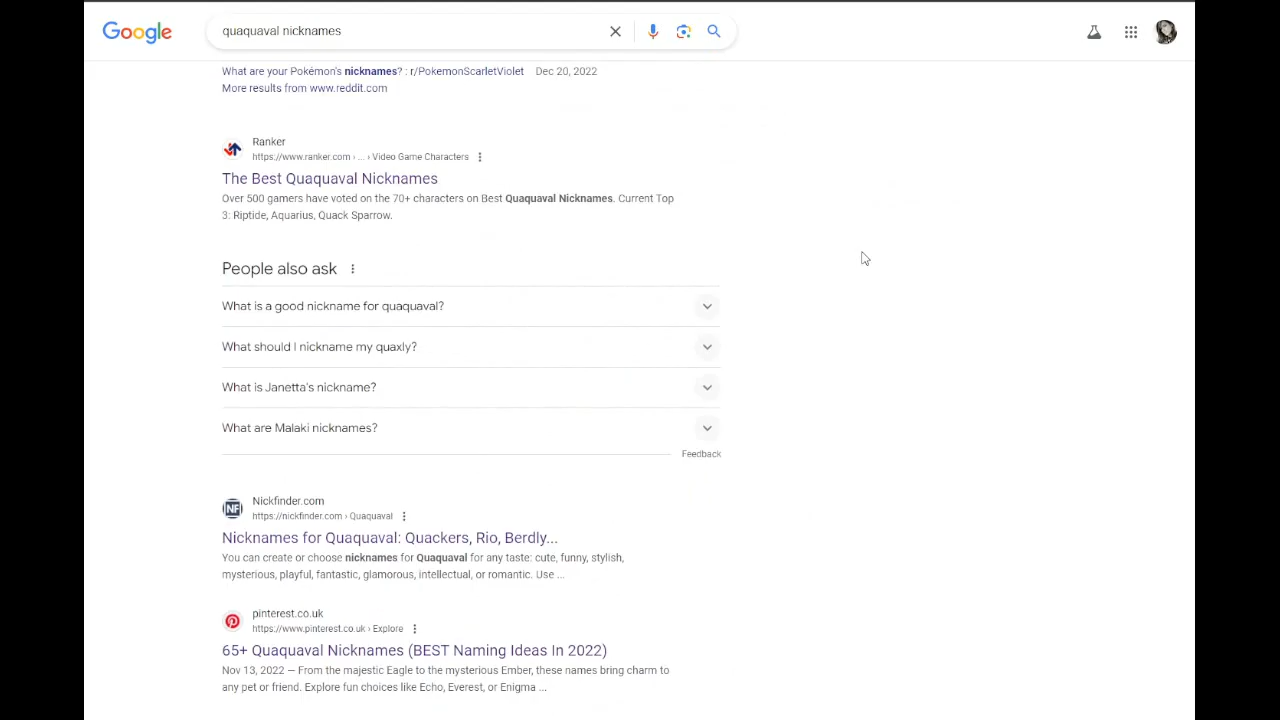 Google
quaquaval nicknames
What are your Pokémon's nicknames? : r/PokemonScarletViolet Dec 20, 2022
More results from www.reddit.com
Ranker
https://www.ranker.com › ... › Video Game Characters
The Best Quaquaval Nicknames
Over 500 gamers have voted on the 70+ characters on Best Quaquaval Nicknames. Current Top
3: Riptide, Aquarius, Quack Sparrow.
People also ask
What is a good nickname for quaquaval?
What should I nickname my quaxly?
What is Janetta's nickname?
What are Malaki nicknames?
Feedback
NF
Nickfinder.com
https://nickfinder.com › Quaquaval
Nicknames for Quaquaval: Quackers, Rio, Berdly...
You can create or choose nicknames for Quaquaval for any taste: cute, funny, stylish,
mysterious, playful, fantastic, glamorous, intellectual, or romantic. Use ...
pinterest.co.uk
https://www.pinterest.co.uk › Explore
65+ Quaquaval Nicknames (BEST Naming Ideas In 2022)
Nov 13, 2022 — From the majestic Eagle to the mysterious Ember, these names bring charm to
any pet or friend. Explore fun choices like Echo, Everest, or Enigma ...